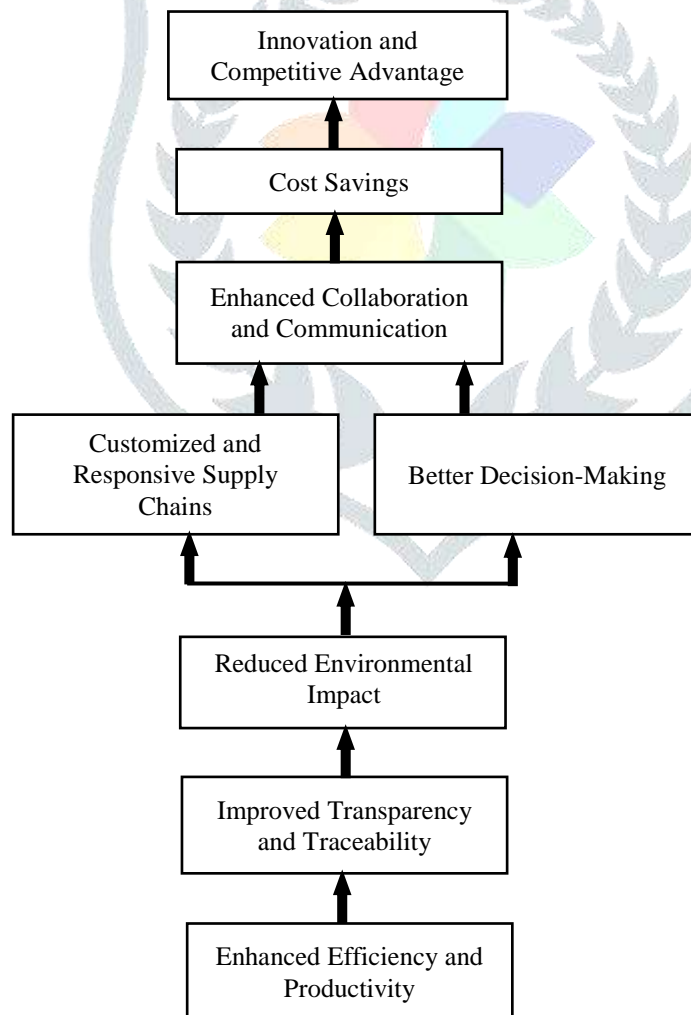 Innovation and
Competitive Advantage
Cost Savings
Enhanced Collaboration
and Communication
Customized and
Responsive Supply
Chains
Better Decision-Making
Reduced Environmental
Impact
Improved Transparency
and Traceability
Enhanced Efficiency and
Productivity